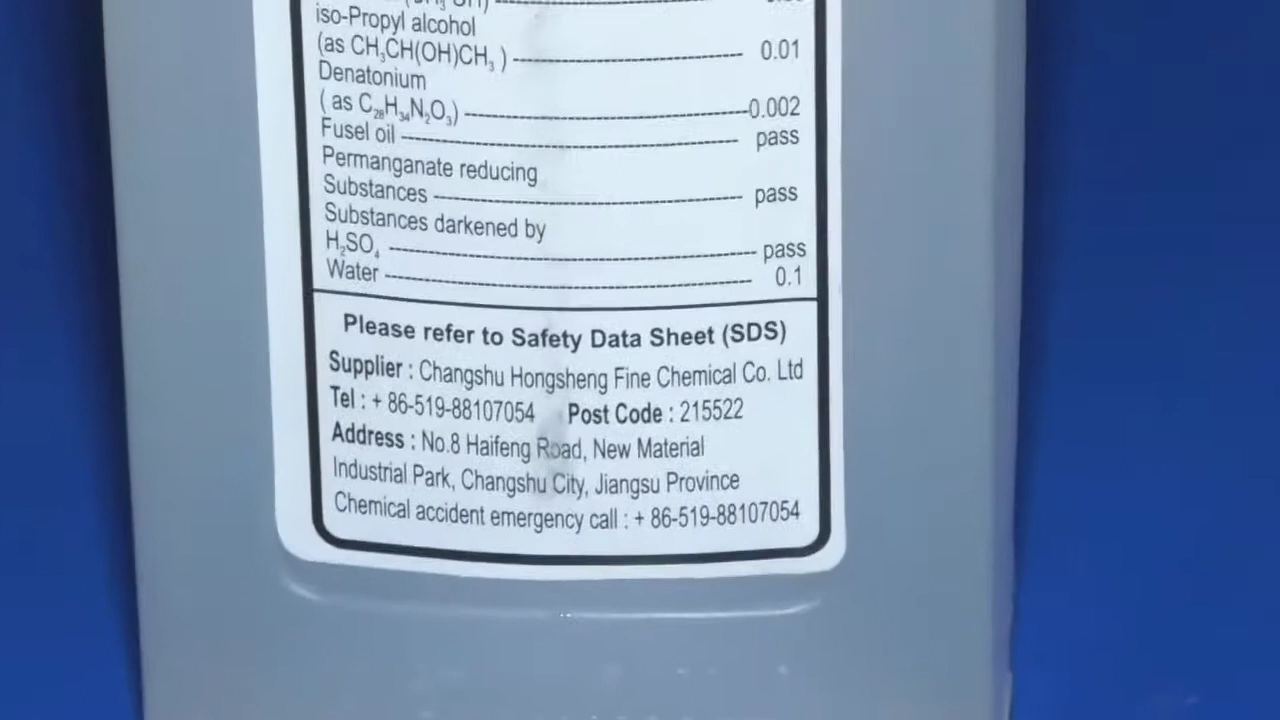 iso-Propyl alcohol
(as CH₃CH(OH)CH₃ ) ---------- 0.01
Denatonium
( as C₂₈H₃₄N₂O₃) ---------- 0.002
Fusel oil ---------- pass
Permanganate reducing
Substances ---------- pass
Substances darkened by
H₂SO₄ ---------- pass
Water ---------- 0.1
Please refer to Safety Data Sheet (SDS)
Supplier : Changshu Hongsheng Fine Chemical Co. Ltd
Tel : + 86-519-88107054 Post Code : 215522
Address : No.8 Haifeng Road, New Material
Industrial Park, Changshu City, Jiangsu Province
Chemical accident emergency call : + 86-519-88107054